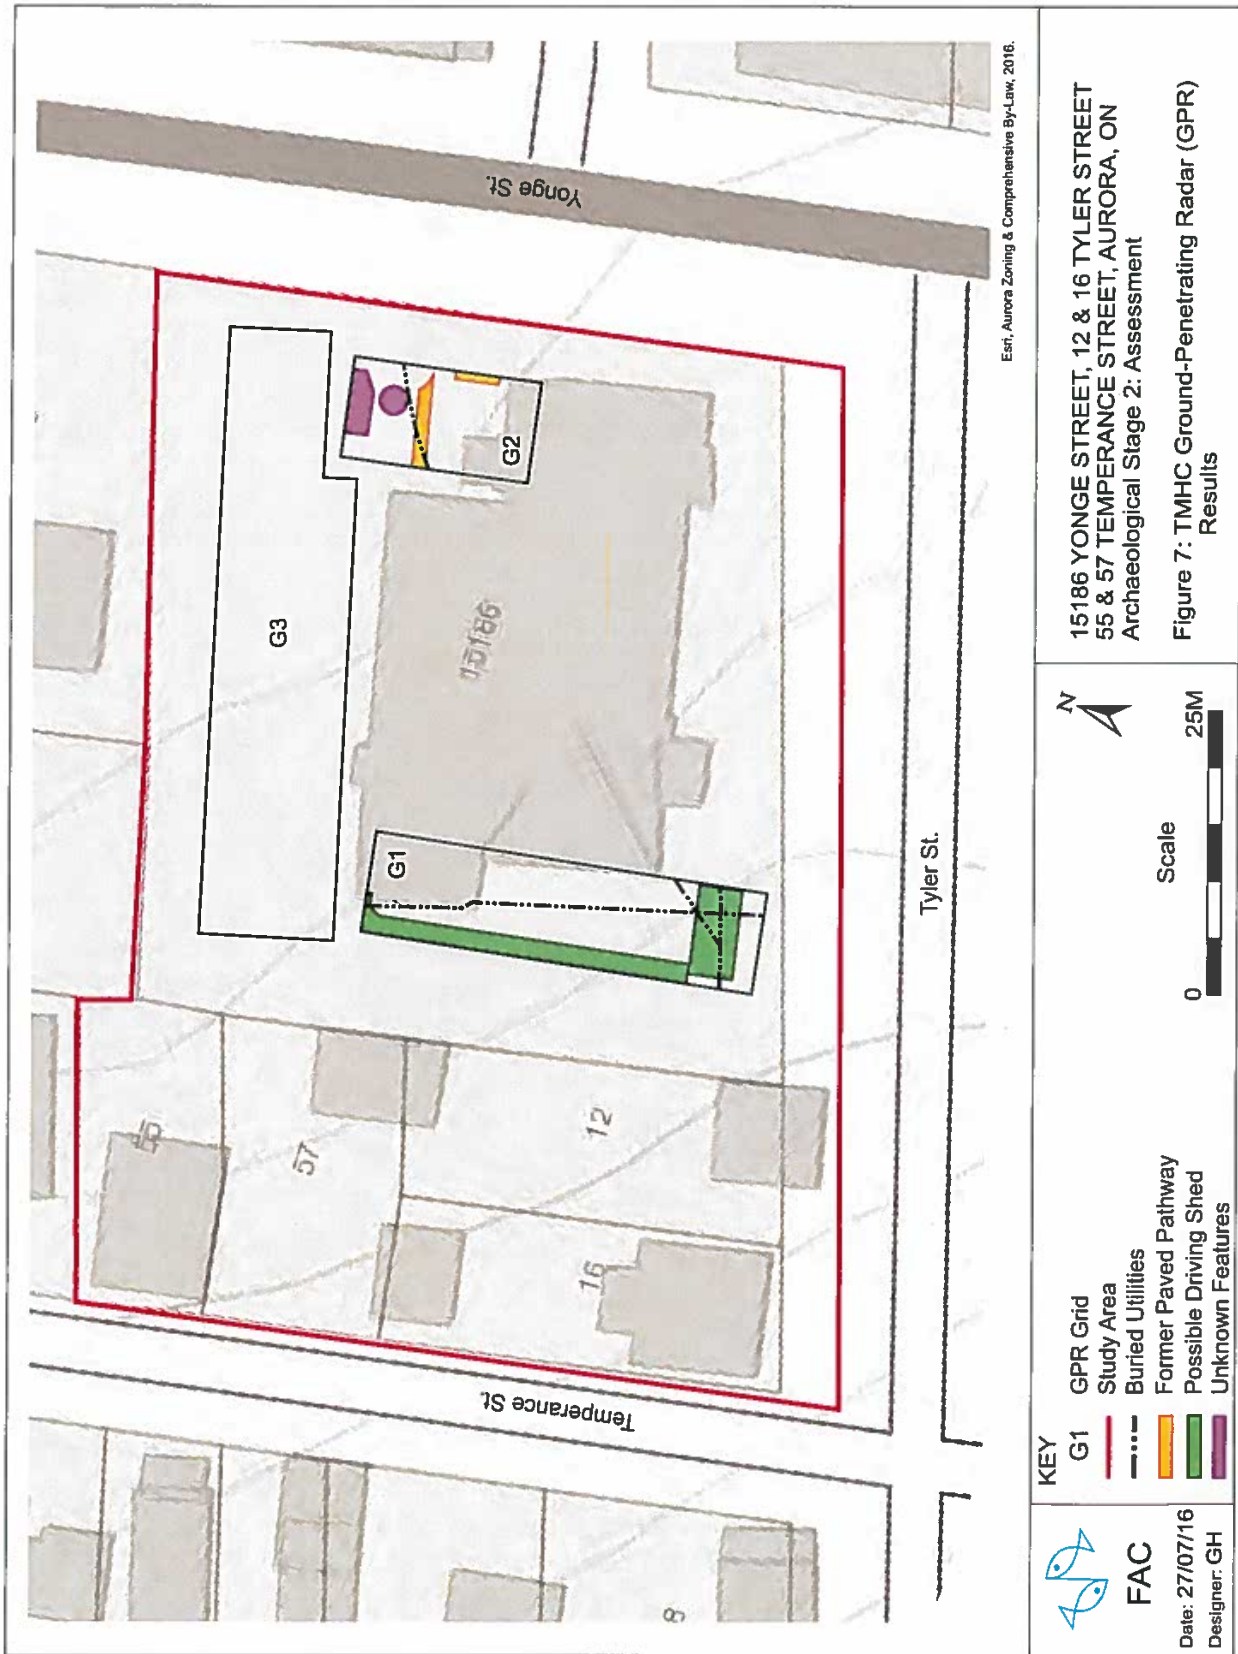 Yonge St.
G3
G2
15186
G1
Tyler St.
57
12
16
Temperance St.
8
Esri, Aurora Zoning & Comprehensive By-Law, 2016.
FAC
Date: 27/07/16
Designer: GH
KEY
G1 GPR Grid
Study Area
Buried Utilities
Former Paved Pathway
Possible Driving Shed
Unknown Features
N
Scale
0 25M
15186 YONGE STREET, 12 & 16 TYLER STREET
55 & 57 TEMPERANCE STREET, AURORA, ON
Archaeological Stage 2: Assessment
Figure 7: TMHC Ground-Penetrating Radar (GPR)
Results